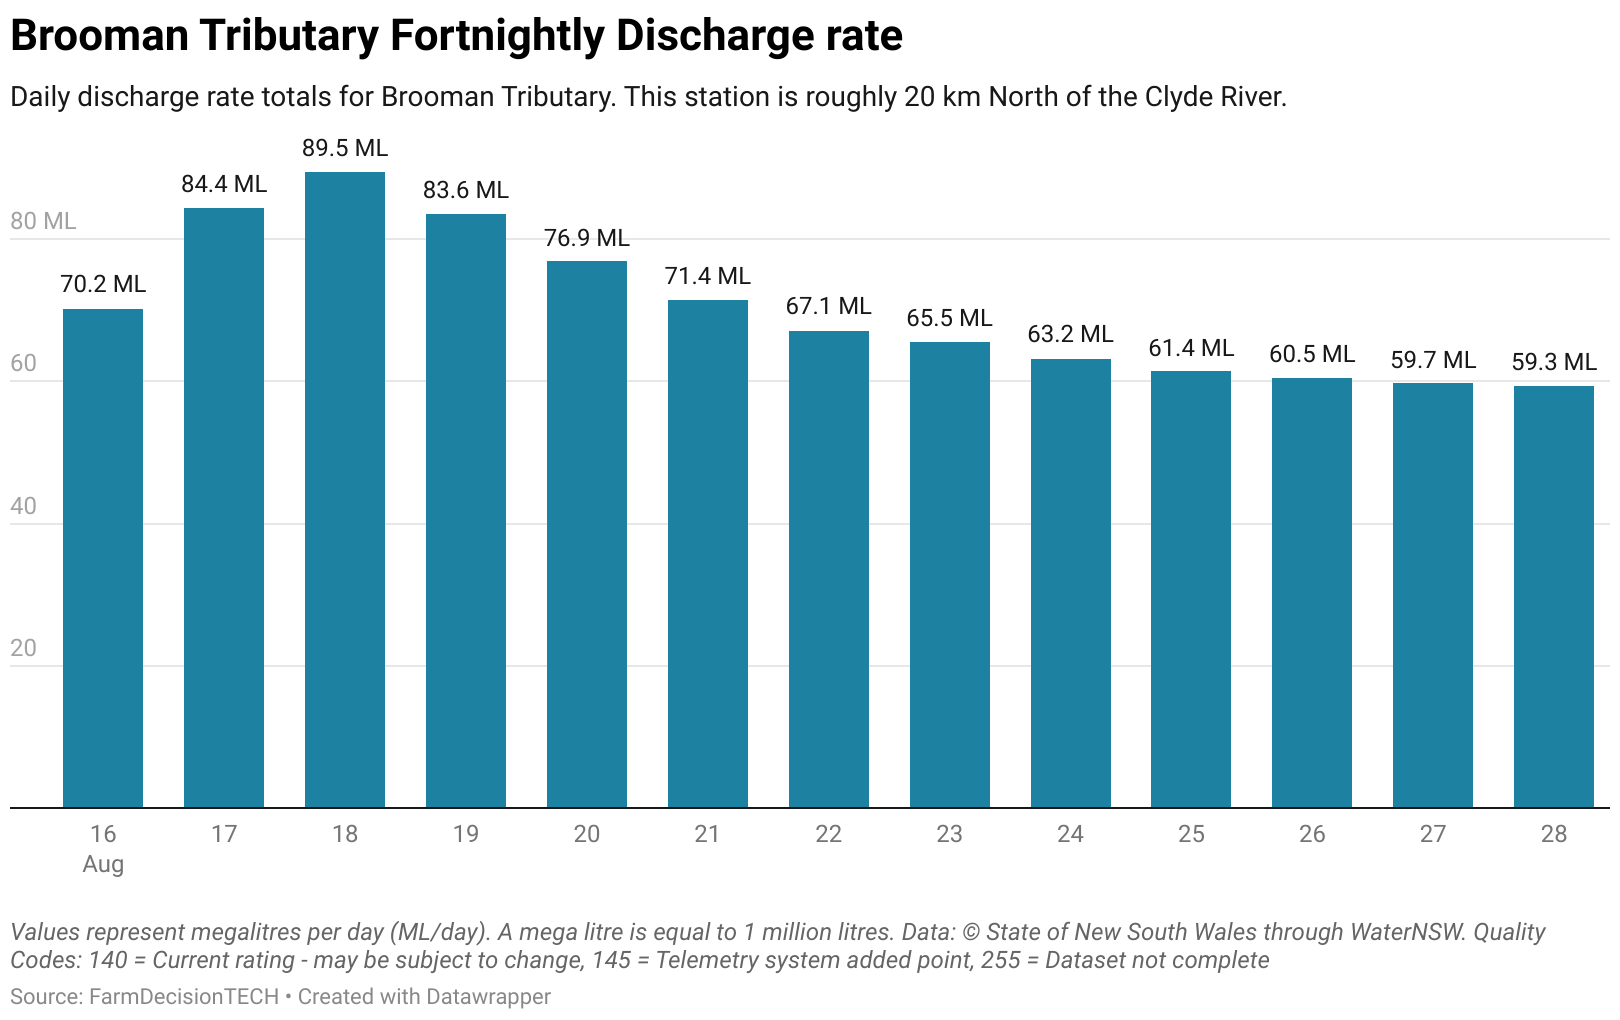 Brooman Tributary Fortnightly Discharge rate
Daily discharge rate totals for Brooman Tributary. This station is roughly 20 km North of the Clyde River.
89.5 ML
84.4 ML
83.6 ML
80 ML
76.9 ML
71.4 ML
70.2 ML
67.1 ML
65.5 ML
63.2 ML
61.4 ML
60.5 ML
59.7 ML
59.3 ML
60
40
20
16 17 18 19 20 21 22 23 24 25 26 27 28
Aug
Values represent megalitres per day (ML/day). A mega litre is equal to 1 million litres. Data: © State of New South Wales through WaterNSW. Quality
Codes: 140 = Current rating - may be subject to change, 145 = Telemetry system added point, 255 = Dataset not complete
Source: FarmDecisionTECH • Created with Datawrapper